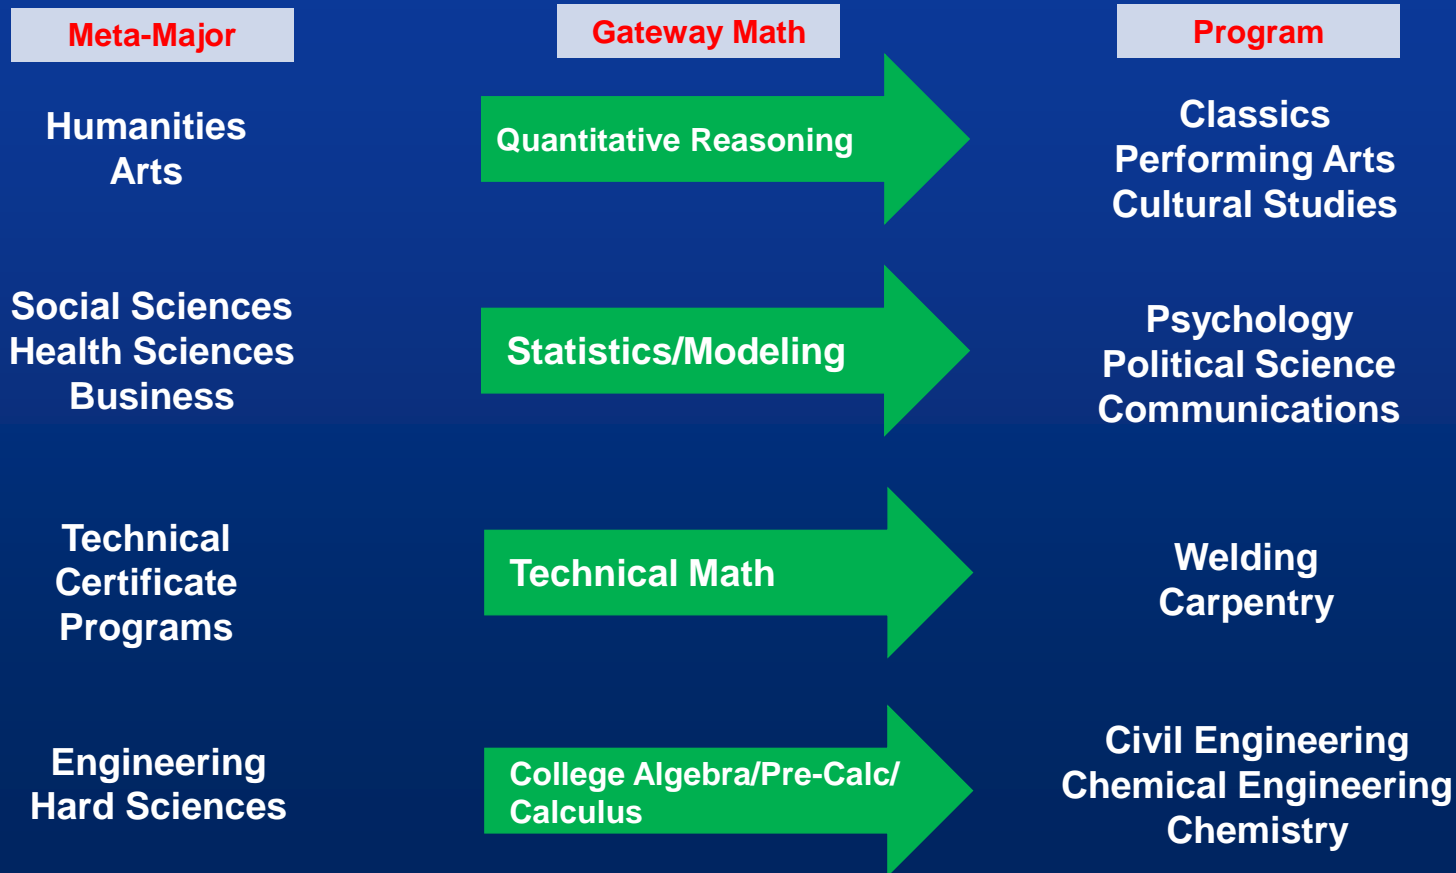 Meta-Major
Gateway Math
Program
Humanities
Arts
Quantitative Reasoning
Classics
Performing Arts
Cultural Studies
Social Sciences
Health Sciences
Business
Statistics/Modeling
Psychology
Political Science
Communications
Technical
Certificate
Programs
Technical Math
Welding
Carpentry
Engineering
Hard Sciences
College Algebra/Pre-Calc/
Calculus
Civil Engineering
Chemical Engineering
Chemistry